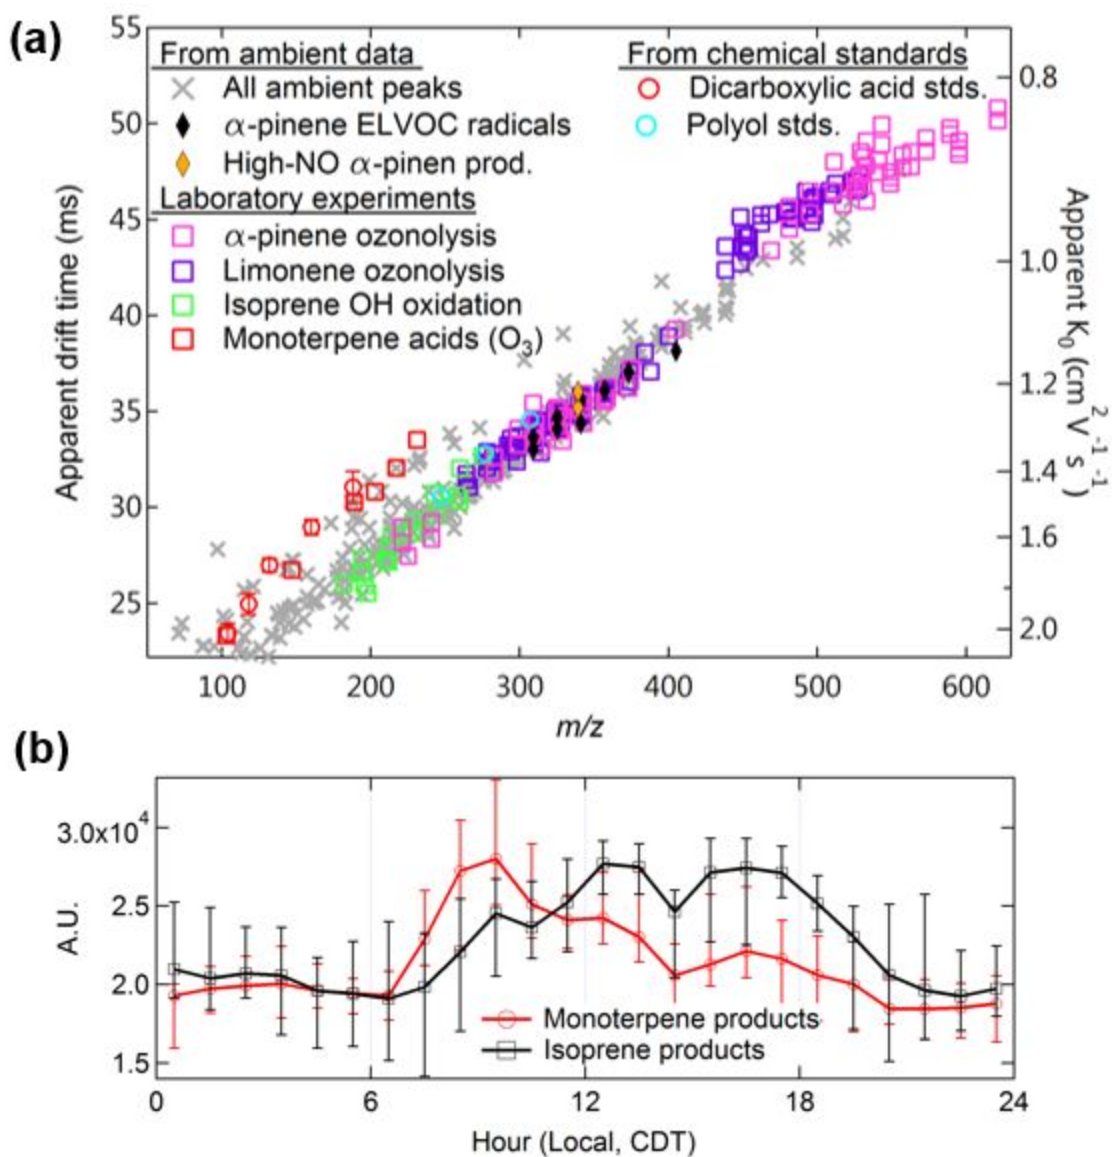 (a)
55
50
45
40
35
30
25
Apparent drift time (ms)
From ambient data
All ambient peaks
α-pinene ELVOC radicals
High-NO α-pinen prod.
Laboratory experiments
α-pinene ozonolysis
Limonene ozonolysis
Isoprene OH oxidation
Monoterpene acids (O₃)
From chemical standards
Dicarboxylic acid stds.
Polyol stds.
0.8
1.0
1.2
1.4
1.6
2.0
Apparent K₀ (cm²V⁻¹s⁻¹)
100 200 300 400 500 600
m/z
(b)
3.0x10⁴
2.5
2.0
1.5
A.U.
Monoterpene products
Isoprene products
0 6 12 18 24
Hour (Local, CDT)